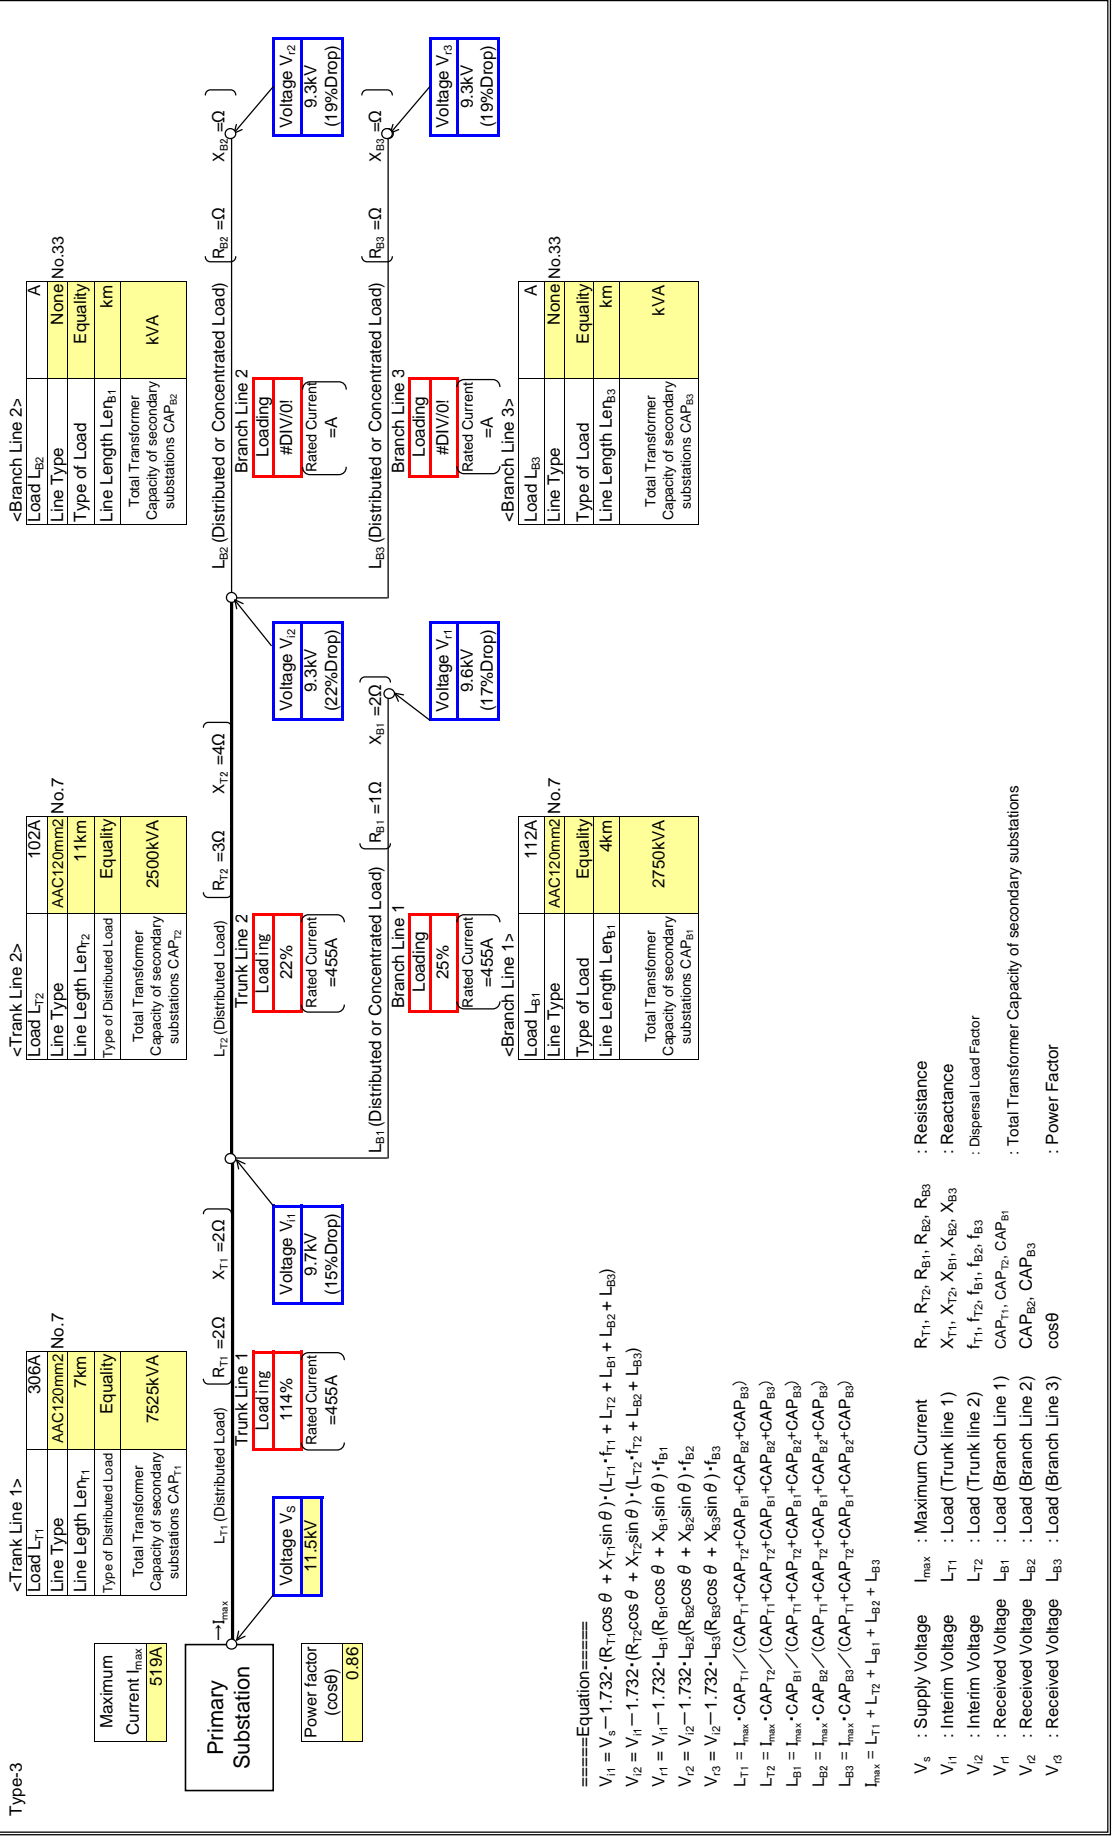 Type-3
Maximum
Current Imax
519A
Primary
Substation
Power factor
(cosθ)
0.86
→Imax
Voltage VS
11.5kV
<Trank Line 1>
Load LT1 306A
Line Type AAC120mm2 No.7
Line Length LenT1 7km
Type of Distributed Load Equality
Total Transformer
Capacity of secondary
substations CAPT1
7525kVA
LT1 (Distributed Load)
RT1 =2Ω XT1 =2Ω
Trunk Line 1
Loading
114%
Rated Current
=455A
Voltage Vi1
9.7kV
(15%Drop)
<Trank Line 2>
Load LT2 102A
Line Type AAC120mm2 No.7
Line Legth LenT2 11km
Type of Distributed Load Equality
Total Transformer
Capacity of secondary
substations CAPT2
2500kVA
LT2 (Distributed Load)
RT2 =3Ω XT2 =4Ω
Trunk Line 2
Loading
22%
Rated Current
=455A
Voltage Vi2
9.3kV
(22%Drop)
LB1 (Distributed or Concentrated Load)
RB1 =1Ω XB1 =2Ω
Branch Line 1
Loading
25%
Rated Current
=455A
Voltage Vr1
9.6kV
(17%Drop)
<Branch Line 1>
Load LB1 112A
Line Type AAC120mm2 No.7
Type of Load Equality
Line Length LenB1 4km
Total Transformer
Capacity of secondary
substations CAPB1
2750kVA
<Branch Line 2>
Load LB2 A
Line Type None No.33
Type of Load Equality
Line Length LenB1 km
Total Transformer
Capacity of secondary
substations CAPB2
kVA
LB2 (Distributed or Concentrated Load)
RB2 =Ω XB2 =Ω
Branch Line 2
Loading
#DIV/0!
Rated Current
=A
Voltage Vr2
9.3kV
(19%Drop)
LB3 (Distributed or Concentrated Load)
RB3 =Ω XB3 =Ω
Branch Line 3
Loading
#DIV/0!
Rated Current
=A
Voltage Vr3
9.3kV
(19%Drop)
<Branch Line 3>
Load LB3 A
Line Type None No.33
Type of Load Equality
Line Length LenB3 km
Total Transformer
Capacity of secondary
substations CAPB3
kVA
=====Equation=====
Vi1 = Vs－1.732･(RT1cos θ + XT1sin θ)･(LT1･fT1 + LT2 + LB1 + LB2 + LB3)
Vi2 = Vi1－1.732･(RT2cos θ + XT2sin θ)･(LT2･fT2 + LB2 + LB3)
Vr1 = Vi1－1.732･LB1(RB1cos θ + XB1sin θ)･fB1
Vr2 = Vi2－1.732･LB2(RB2cos θ + XB2sin θ)･fB2
Vr3 = Vi2－1.732･LB3(RB3cos θ + XB3sin θ)･fB3
LT1 = Imax･CAPT1／(CAPT1+CAPT2+CAPB1+CAPB2+CAPB3)
LT2 = Imax･CAPT2／(CAPT1+CAPT2+CAPB1+CAPB2+CAPB3)
LB1 = Imax･CAPB1／(CAPT1+CAPT2+CAPB1+CAPB2+CAPB3)
LB2 = Imax･CAPB2／(CAPT1+CAPT2+CAPB1+CAPB2+CAPB3)
LB3 = Imax･CAPB3／(CAPT1+CAPT2+CAPB1+CAPB2+CAPB3)
Imax = LT1 + LT2 + LB1 + LB2 + LB3
Vs : Supply Voltage Imax : Maximum Current RT1, RT2, RB1, RB2, RB3 : Resistance
Vi1 : Interim Voltage LT1 : Load (Trunk line 1) XT1, XT2, XB1, XB2, XB3 : Reactance
Vi2 : Interim Voltage LT2 : Load (Trunk line 2) fT1, fT2, fB1, fB2, fB3 : Dispersal Load Factor
Vr1 : Received Voltage LB1 : Load (Branch Line 1) CAPT1, CAPT2, CAPB1 : Total Transformer Capacity of secondary substations
Vr2 : Received Voltage LB2 : Load (Branch Line 2) CAPB2, CAPB3
Vr3 : Received Voltage LB3 : Load (Branch Line 3) cosθ : Power Factor